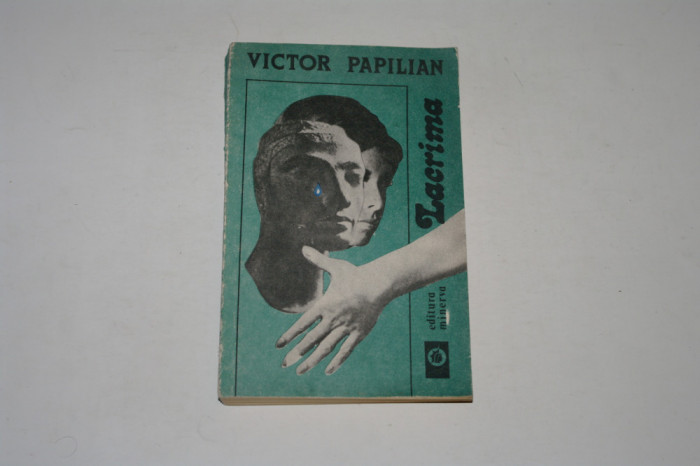 VICTOR PAPILIAN
Lacrima
editura
minerva